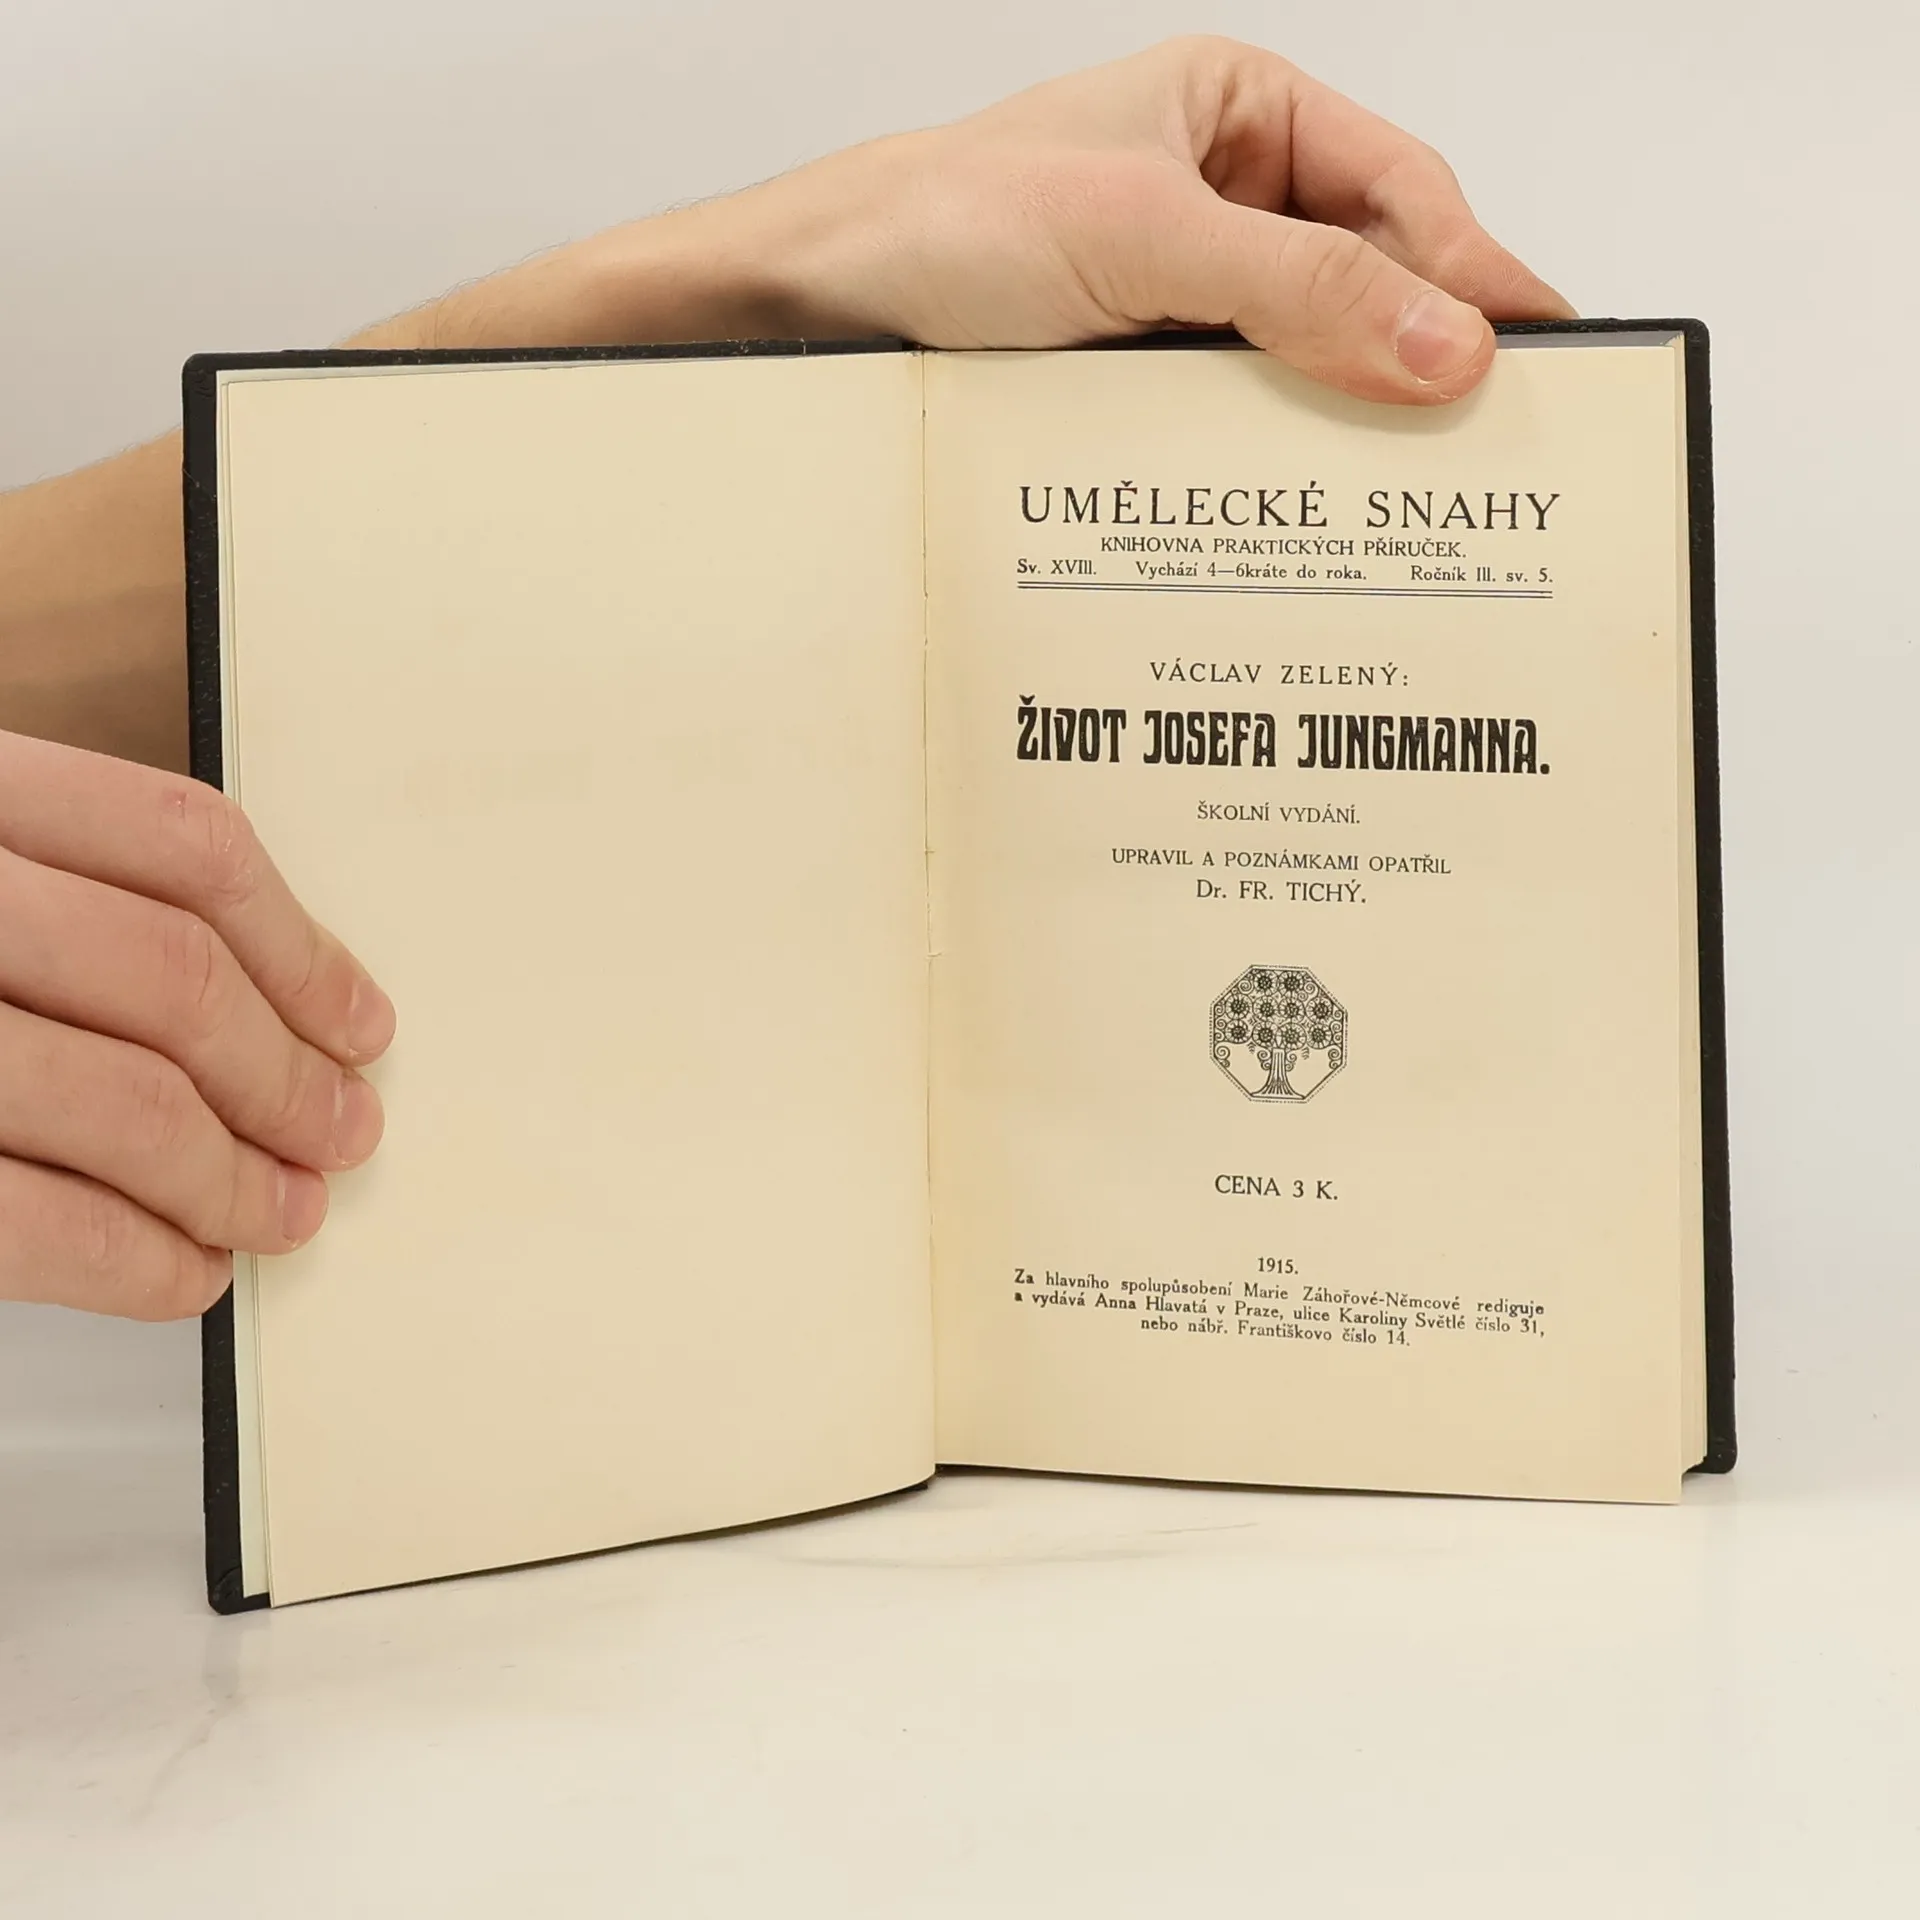 UMĚLECKÉ SNAHY
KNIHOVNA PRAKTICKÝCH PŘÍRUČEK.
Sv. XVIII. Vychází 4—6kráte do roka. Ročník III. sv. 5.
VÁCLAV ZELENÝ:
ŽIVOT JOSEFA JUNGMANNA.
ŠKOLNÍ VYDÁNÍ.
UPRAVIL A POZNÁMKAMI OPATŘIL
Dr. FR. TICHÝ.
CENA 3 K.
1915.
Za hlavního spolupůsobení Marie Záhořové-Němcové rediguje
a vydává Anna Hlavatá v Praze, ulice Karoliny Světlé číslo 31,
nebo nábř. Františkovo číslo 14.